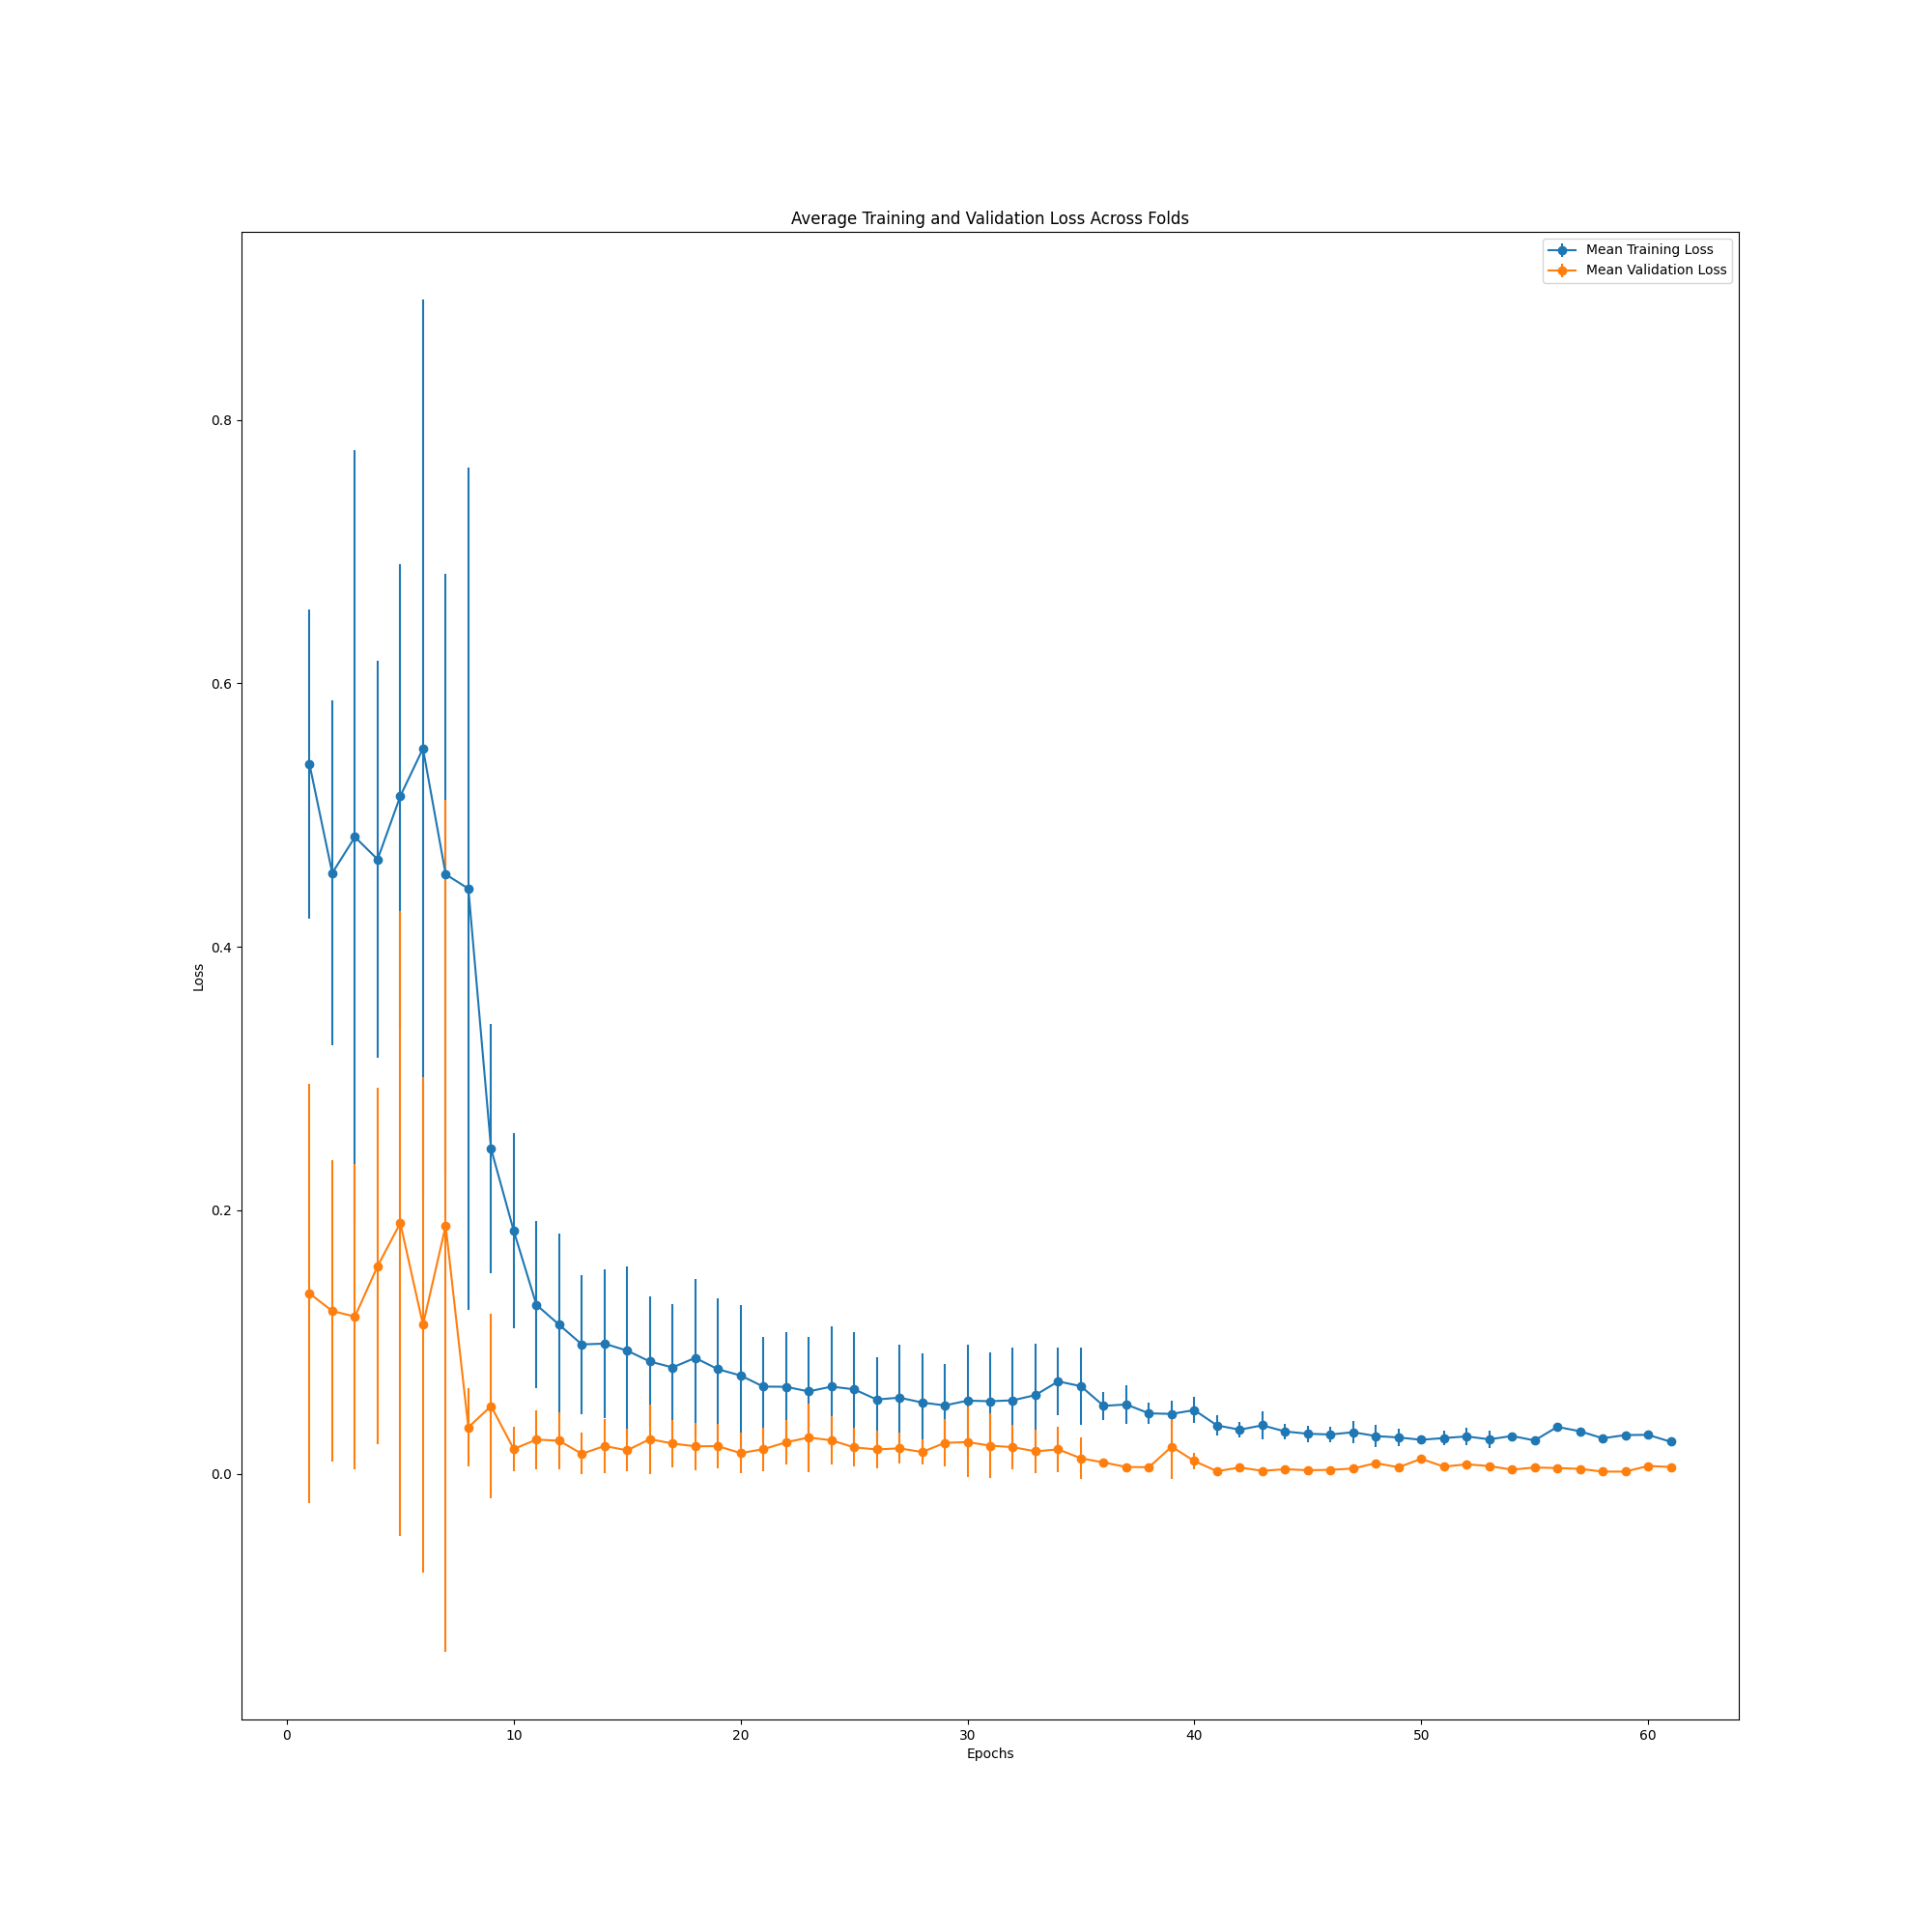 Average Training and Validation Loss Across Folds
Mean Training Loss
Mean Validation Loss
0.8
0.6
0.4
0.2
0.0
Loss
0 10 20 30 40 50 60
Epochs